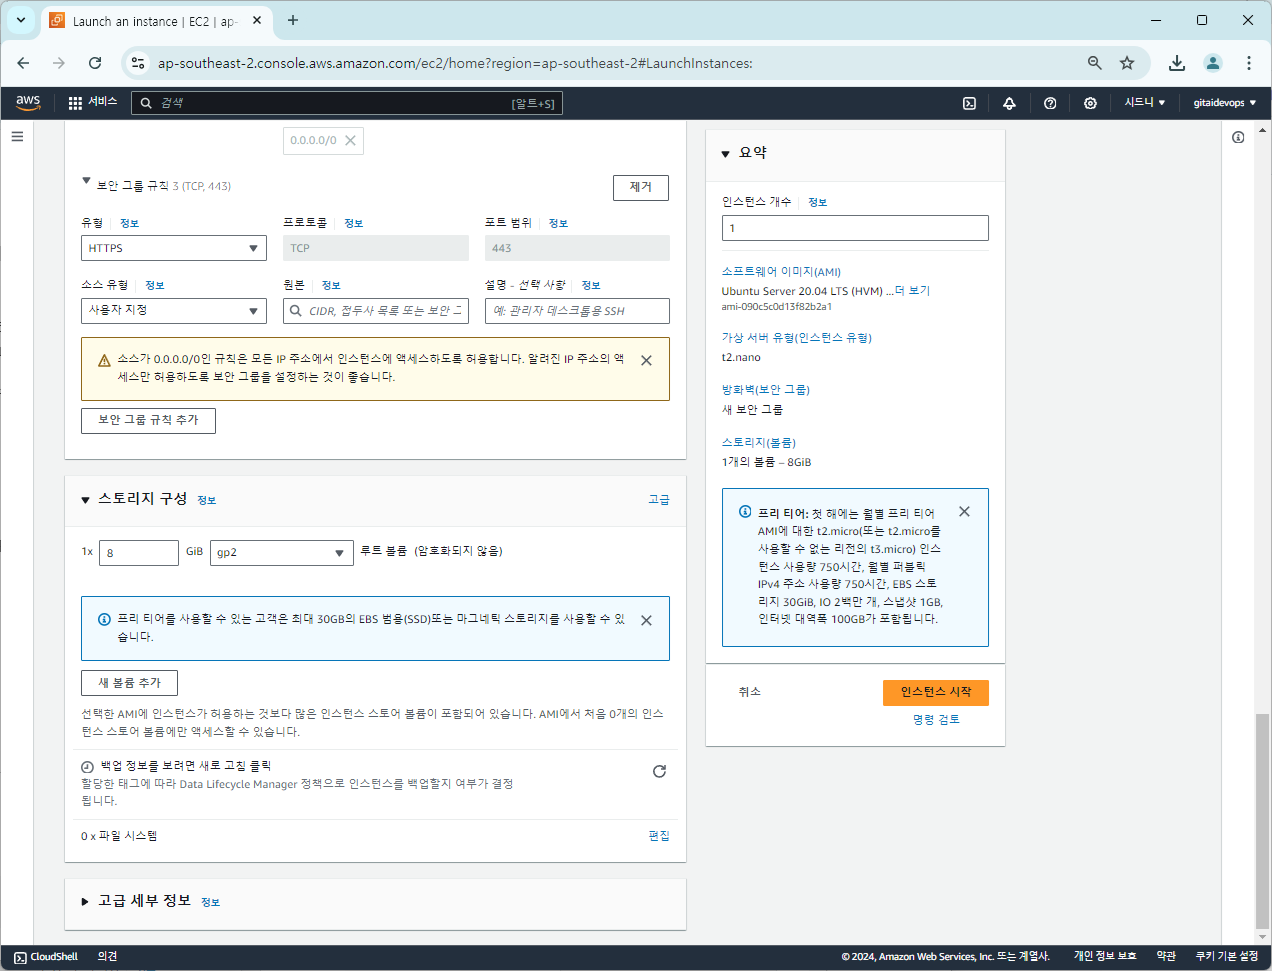 Launch an instance | EC2 | ap-
ap-southeast-2.console.aws.amazon.com/ec2/home?region=ap-southeast-2#LaunchInstances:
aws
서비스
검색
[알트+S]
시드니
gitaidevops
0.0.0.0/0
보안 그룹 규칙 3 (TCP, 443)
제거
유형 정보
프로토콜 정보
포트 범위 정보
HTTPS
TCP
443
소스 유형 정보
원본 정보
설명 - 선택 사항 정보
사용자 지정
CIDR, 접두사 목록 또는 보안 그
예: 관리자 데스크톱용 SSH
소스가 0.0.0.0/0인 규칙은 모든 IP 주소에서 인스턴스에 액세스하도록 허용합니다. 알려진 IP 주소의 액
세스만 허용하도록 보안 그룹을 설정하는 것이 좋습니다.
보안 그룹 규칙 추가
스토리지 구성 정보
고급
1x
8
GiB
gp2
루트 볼륨 (암호화되지 않음)
프리 티어를 사용할 수 있는 고객은 최대 30GB의 EBS 범용(SSD)또는 마그네틱 스토리지를 사용할 수 있
습니다.
새 볼륨 추가
선택한 AMI에 인스턴스가 허용하는 것보다 많은 인스턴스 스토어 볼륨이 포함되어 있습니다. AMI에서 처음 0개의 인스
턴스 스토어 볼륨에만 액세스할 수 있습니다.
백업 정보를 보려면 새로 고침 클릭
할당한 태그에 따라 Data Lifecycle Manager 정책으로 인스턴스를 백업할지 여부가 결정
됩니다.
0 x 파일 시스템
편집
고급 세부 정보 정보
요약
인스턴스 개수 정보
1
소프트웨어 이미지(AMI)
Ubuntu Server 20.04 LTS (HVM) ...더 보기
ami-090c5c0d13f82b2a1
가상 서버 유형(인스턴스 유형)
t2.nano
방화벽(보안 그룹)
새 보안 그룹
스토리지(볼륨)
1개의 볼륨 – 8GiB
프리 티어: 첫 해에는 월별 프리 티어
AMI에 대한 t2.micro(또는 t2.micro를
사용할 수 없는 리전의 t3.micro) 인스
턴스 사용량 750시간, 월별 퍼블릭
IPv4 주소 사용량 750시간, EBS 스토
리지 30GiB, IO 2백만 개, 스냅샷 1GB,
인터넷 대역폭 100GB가 포함됩니다.
취소
인스턴스 시작
명령 검토
CloudShell
의견
© 2024, Amazon Web Services, Inc. 또는 계열사.
개인 정보 보호
약관
쿠키 기본 설정